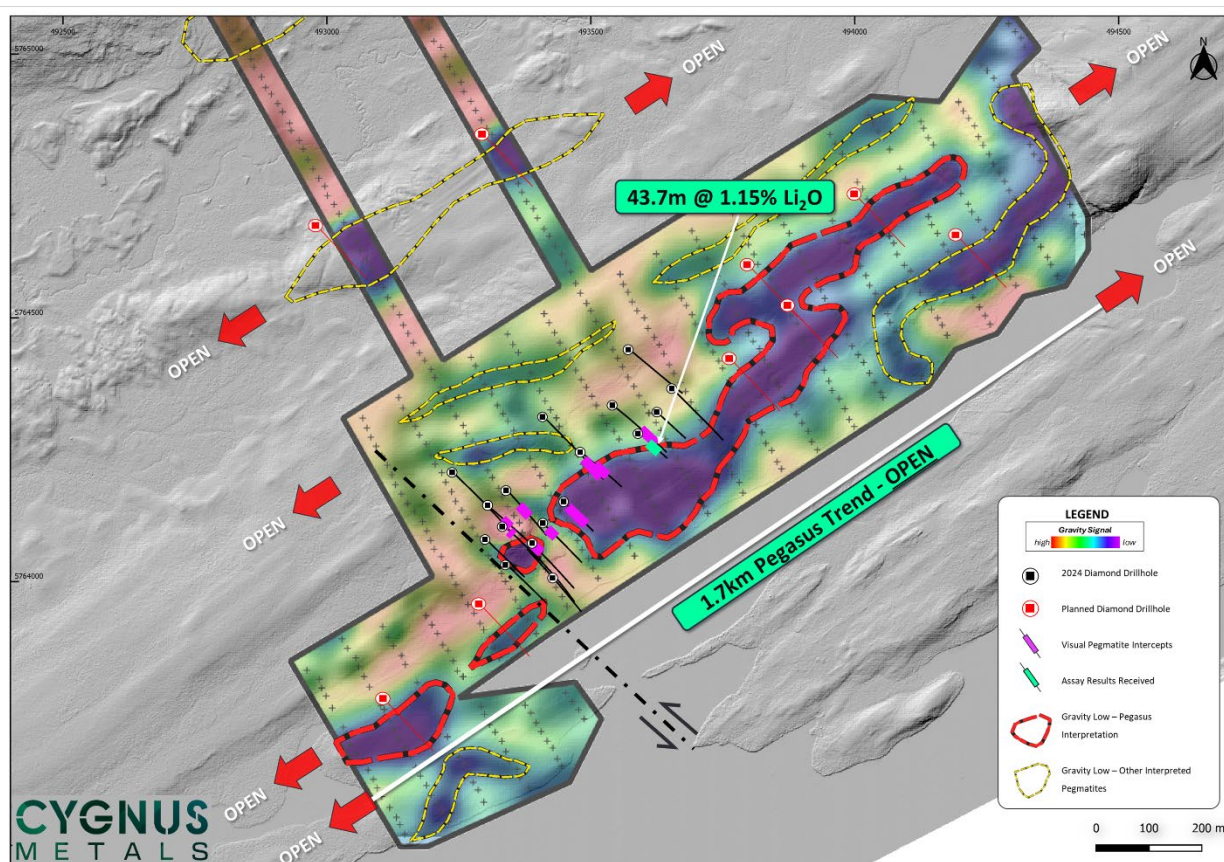 492500 493000 493500 494000 494500
5765000
N
OPEN
OPEN
43.7m @ 1.15% Li₂O
OPEN
5764500
OPEN
1.7km Pegasus Trend - OPEN
OPEN
5764000
LEGEND
Gravity Signal
high low
2024 Diamond Drillhole
Planned Diamond Drillhole
Visual Pegmatite Intercepts
Assay Results Received
Gravity Low – Pegasus
Interpretation
Gravity Low – Other Interpreted
Pegmatites
OPEN
OPEN
CYGNUS
METALS
0 100 200 m